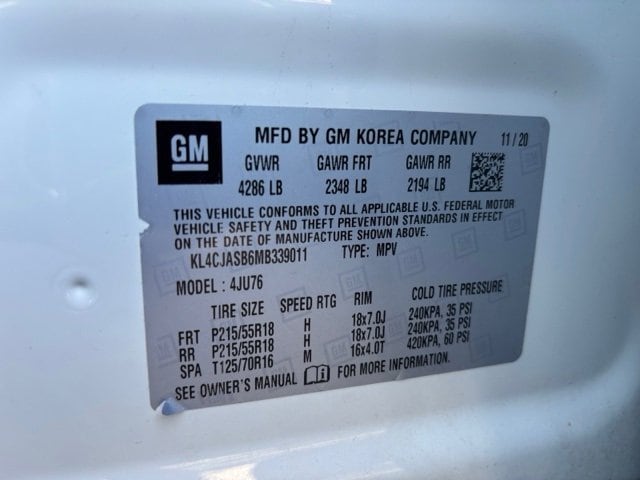 GM
MFD BY GM KOREA COMPANY 11/20
GVWR GAWR FRT GAWR RR
4286 LB 2348 LB 2194 LB
THIS VEHICLE CONFORMS TO ALL APPLICABLE U.S. FEDERAL MOTOR
VEHICLE SAFETY AND THEFT PREVENTION STANDARDS IN EFFECT
ON THE DATE OF MANUFACTURE SHOWN ABOVE.
KL4CJASB6MB339011 TYPE: MPV
MODEL: 4JU76
TIRE SIZE SPEED RTG RIM COLD TIRE PRESSURE
FRT P215/55R18 H 18x7.0J 240KPA, 35 PSI
RR P215/55R18 H 18x7.0J 240KPA, 35 PSI
SPA T125/70R16 M 16x4.0T 420KPA, 60 PSI
SEE OWNER'S MANUAL FOR MORE INFORMATION